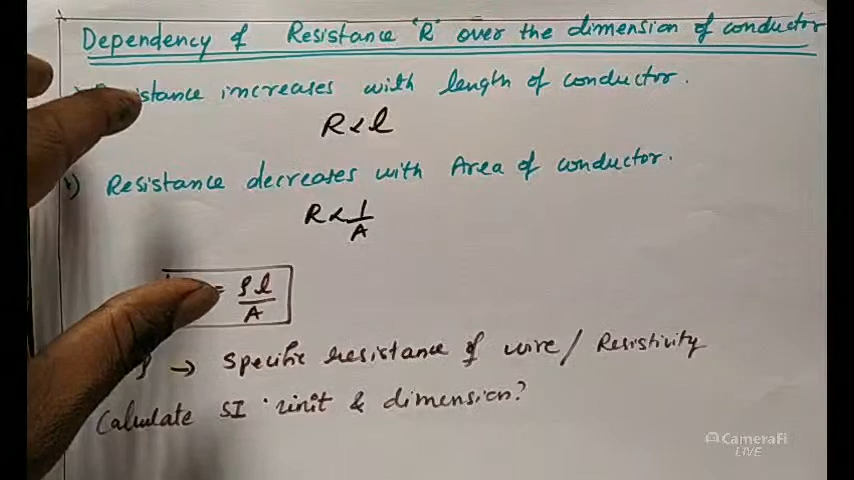 Dependency of Resistance 'R' over the dimension of conductor
istance increases with length of conductor.
R ∝ l
Resistance decreases with Area of conductor.
R ∝ 1/A
= ρl/A
ρ → Specific resistance of wire / Resistivity
Calculate SI unit & dimension?
CameraFi
LIVE